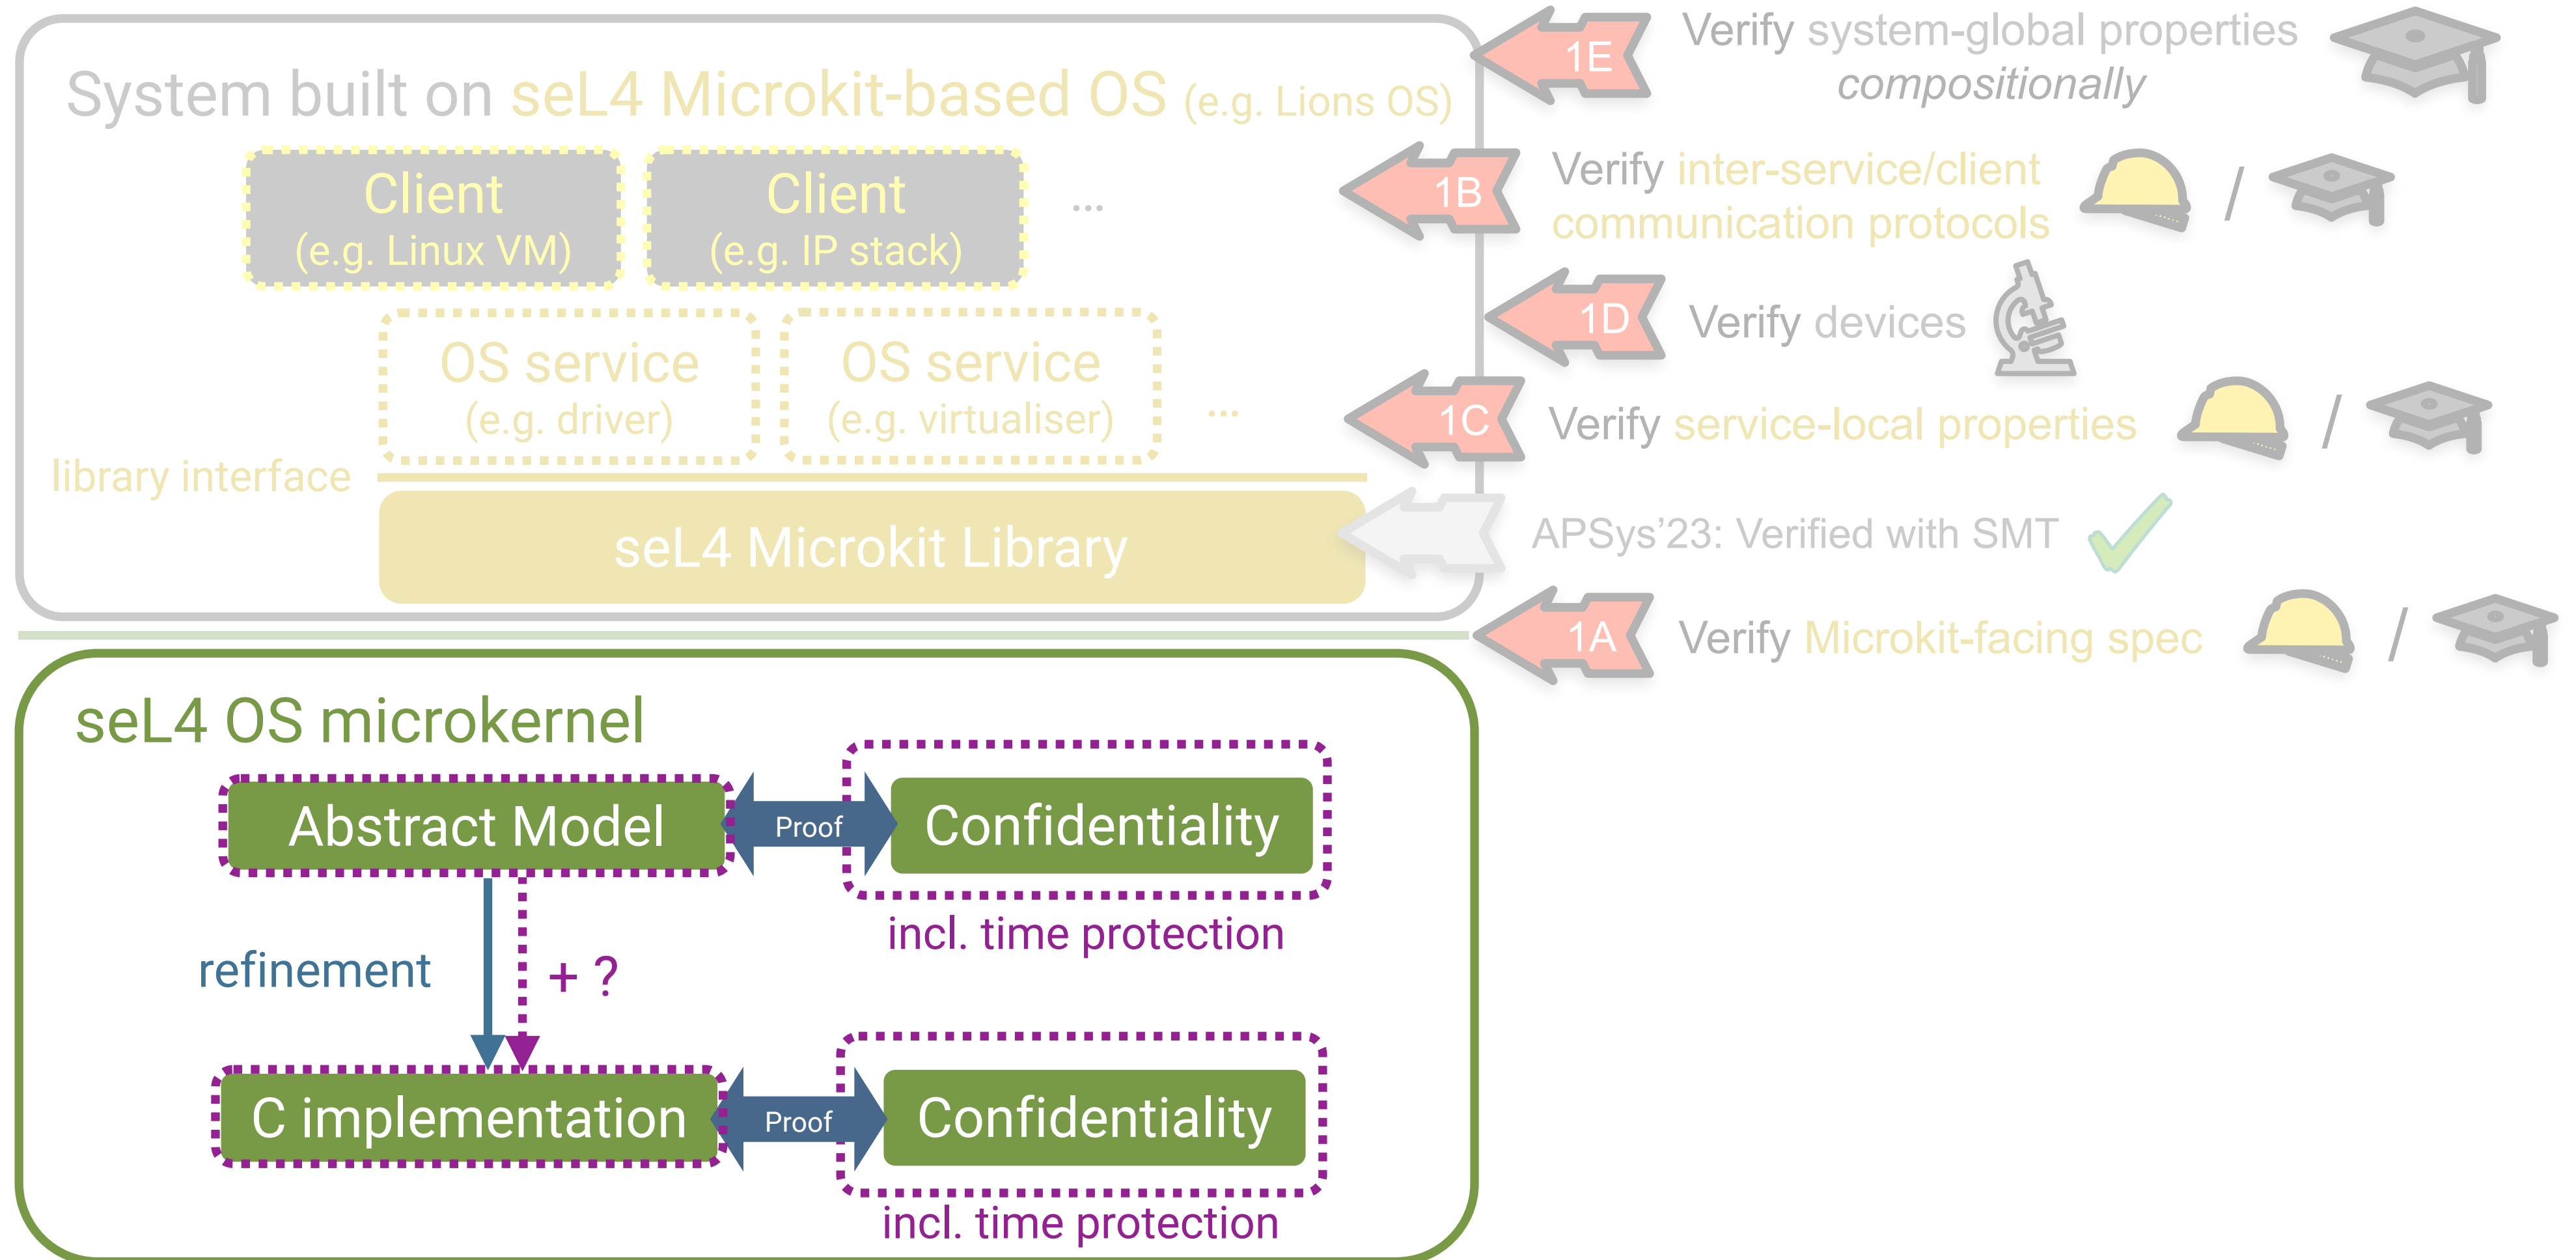 System built on seL4 Microkit-based OS (e.g. Lions OS)
Client
(e.g. Linux VM)
Client
(e.g. IP stack)
...
OS service
(e.g. driver)
OS service
(e.g. virtualiser)
...
library interface
seL4 Microkit Library
1E
Verify system-global properties
compositionally
1B
Verify inter-service/client
communication protocols
/
1D
Verify devices
1C
Verify service-local properties
/
APSys’23: Verified with SMT
1A
Verify Microkit-facing spec
/
seL4 OS microkernel
Abstract Model
Proof
Confidentiality
incl. time protection
refinement
+ ?
C implementation
Proof
Confidentiality
incl. time protection